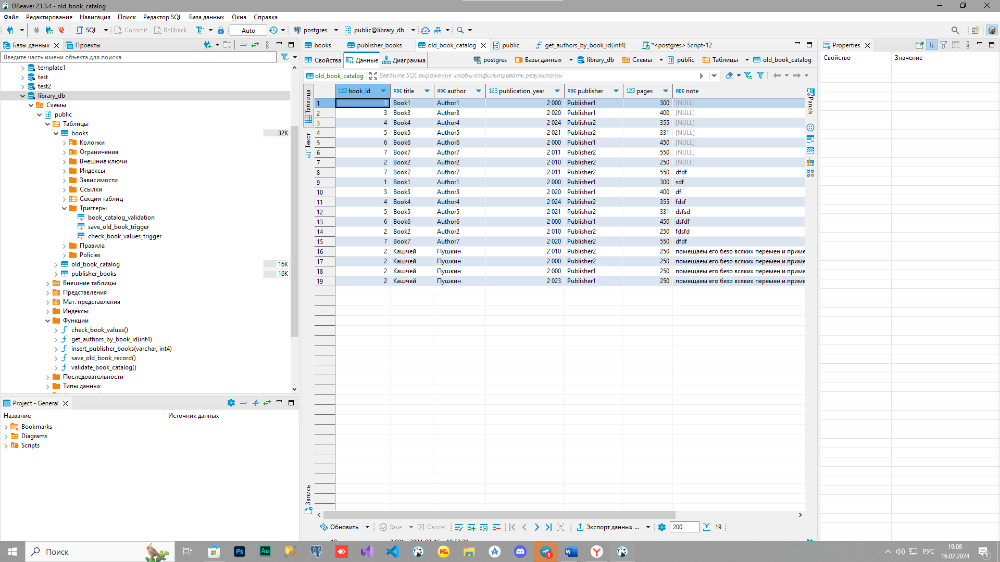 DBeaver 23.3.4 - old_book_catalog
Файл Редактирование Навигация Поиск Редактор SQL База данных Окна Справка
SQL Commit Rollback Auto postgres public@library_db
Базы данных Проекты
Введите часть имени объекта для поиска
template1
test
test2
library_db
Схемы
public
Таблицы
books 32K
Колонки
Ограничения
Внешние ключи
Индексы
Зависимости
Ссылки
Секции таблиц
Триггеры
book_catalog_validation
save_old_book_trigger
check_book_values_trigger
Правила
Policies
old_book_catalog 16K
publisher_books 16K
Внешние таблицы
Представления
Мат. представления
Индексы
Функции
check_book_values()
get_authors_by_book_id(int4)
insert_publisher_books(varchar, int4)
save_old_book_record()
validate_book_catalog()
Последовательности
Типы данных
Project - General
Название Источник данных
Bookmarks
Diagrams
Scripts
books publisher_books old_book_catalog public get_authors_by_book_id(int4) *<postgres> Script-12
Свойства Данные Диаграмма postgres Базы данных library_db Схемы public Таблицы old_book_catalog
old_book_catalog Введите SQL выражение чтобы отфильтровать результаты
Таблица
Текст
Запись
123 book_id ABC title ABC author 123 publication_year ABC publisher 123 pages ABC note
1 1 Book1 Author1 2 000 Publisher1 300 [NULL]
2 3 Book3 Author3 2 020 Publisher1 400 [NULL]
3 4 Book4 Author4 2 024 Publisher2 355 [NULL]
4 5 Book5 Author5 2 021 Publisher2 331 [NULL]
5 6 Book6 Author6 2 000 Publisher1 450 [NULL]
6 7 Book7 Author7 2 011 Publisher2 550 [NULL]
7 2 Book2 Author2 2 010 Publisher2 250 [NULL]
8 7 Book7 Author7 2 011 Publisher2 550 dfdf
9 1 Book1 Author1 2 000 Publisher1 300 sdf
10 3 Book3 Author3 2 020 Publisher1 400 df
11 4 Book4 Author4 2 024 Publisher2 355 fdsf
12 5 Book5 Author5 2 021 Publisher2 331 dsfsd
13 6 Book6 Author6 2 000 Publisher1 450 dsfdf
14 2 Book2 Author2 2 010 Publisher2 250 fdsfd
15 7 Book7 Author7 2 020 Publisher2 550 dfdf
16 2 Кашчей Пушкин 2 010 Publisher2 250 помещаем его безо всяких перемен и приме
17 2 Кашчей Пушкин 2 000 Publisher2 250 помещаем его безо всяких перемен и приме
18 2 Кашчей Пушкин 2 000 Publisher1 250 помещаем его безо всяких перемен и приме
19 2 Кашчей Пушкин 2 023 Publisher1 250 помещаем его безо всяких перемен и приме
Panels
Обновить Save Cancel Экспорт данных ... 200 19
Properties
Свойство Значение
Поиск
Ps Au 1С 8 W Y
РУС
19:08
16.02.2024
1